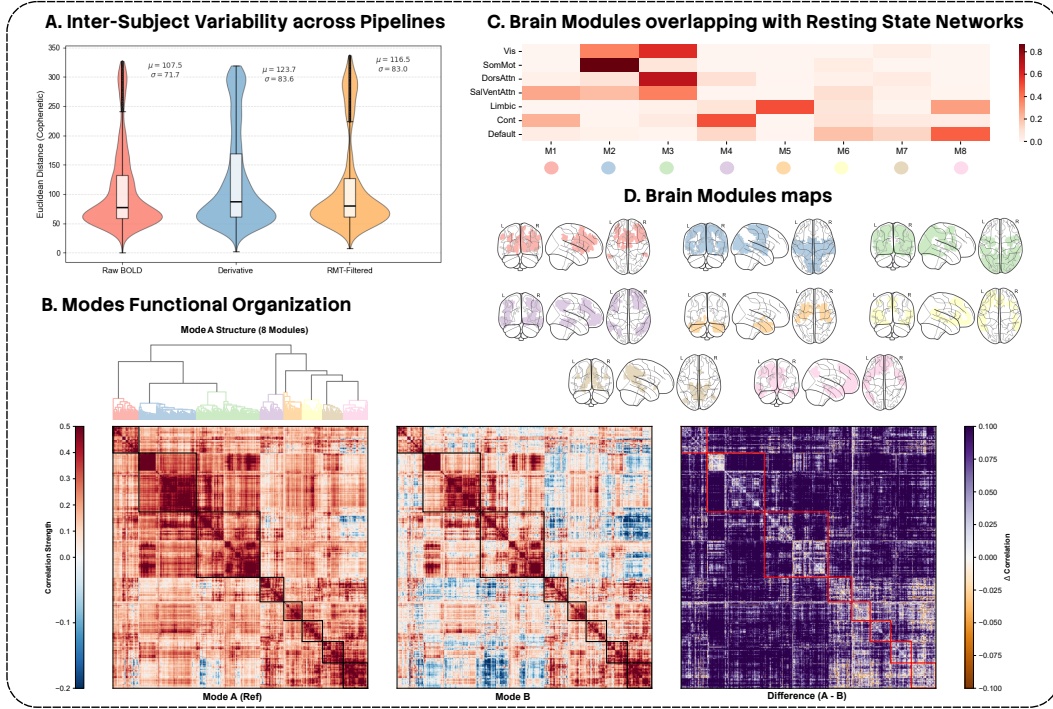 A. Inter-Subject Variability across Pipelines
350
300
250
200
150
100
50
0
Euclidean Distance (Cophenetic)
μ = 107.5
σ = 71.7
μ = 123.7
σ = 83.6
μ = 116.5
σ = 83.0
Raw BOLD
Derivative
RMT-Filtered
C. Brain Modules overlapping with Resting State Networks
Vis
SomMot
DorsAttn
SalVentAttn
Limbic
Cont
Default
M1
M2
M3
M4
M5
M6
M7
M8
0.8
0.6
0.4
0.2
0.0
D. Brain Modules maps
L R L R
L R L R
L R L R
L R L R
L R L R
L R L R
L R L R
L R L R
B. Modes Functional Organization
Mode A Structure (8 Modules)
0.5
0.4
0.3
0.2
0.1
0.0
−0.1
−0.2
Correlation Strength
Mode A (Ref)
Mode B
Difference (A - B)
0.100
0.075
0.050
0.025
0.000
−0.025
−0.050
−0.075
−0.100
Δ Correlation